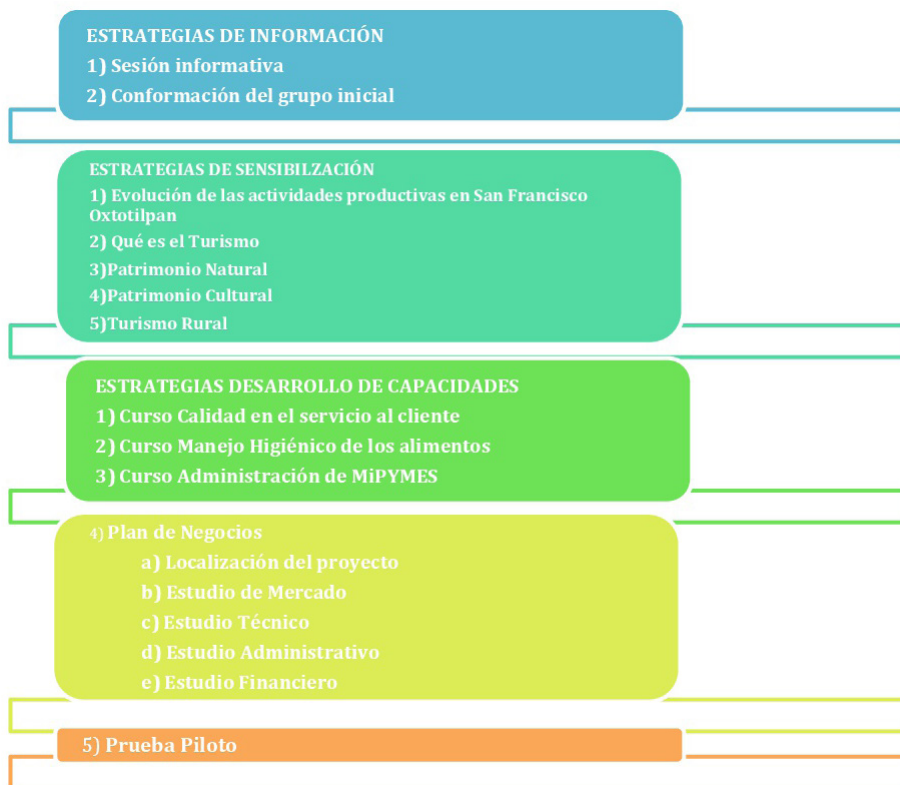 ESTRATEGIAS DE INFORMACIÓN
1) Sesión informativa
2) Conformación del grupo inicial
ESTRATEGIAS DE SENSIBILZACIÓN
1) Evolución de las actividades productivas en San Francisco
Oxtotilpan
2) Qué es el Turismo
3)Patrimonio Natural
4)Patrimonio Cultural
5)Turismo Rural
ESTRATEGIAS DESARROLLO DE CAPACIDADES
1) Curso Calidad en el servicio al cliente
2) Curso Manejo Higiénico de los alimentos
3) Curso Administración de MiPYMES
4) Plan de Negocios
a) Localización del proyecto
b) Estudio de Mercado
c) Estudio Técnico
d) Estudio Administrativo
e) Estudio Financiero
5) Prueba Piloto